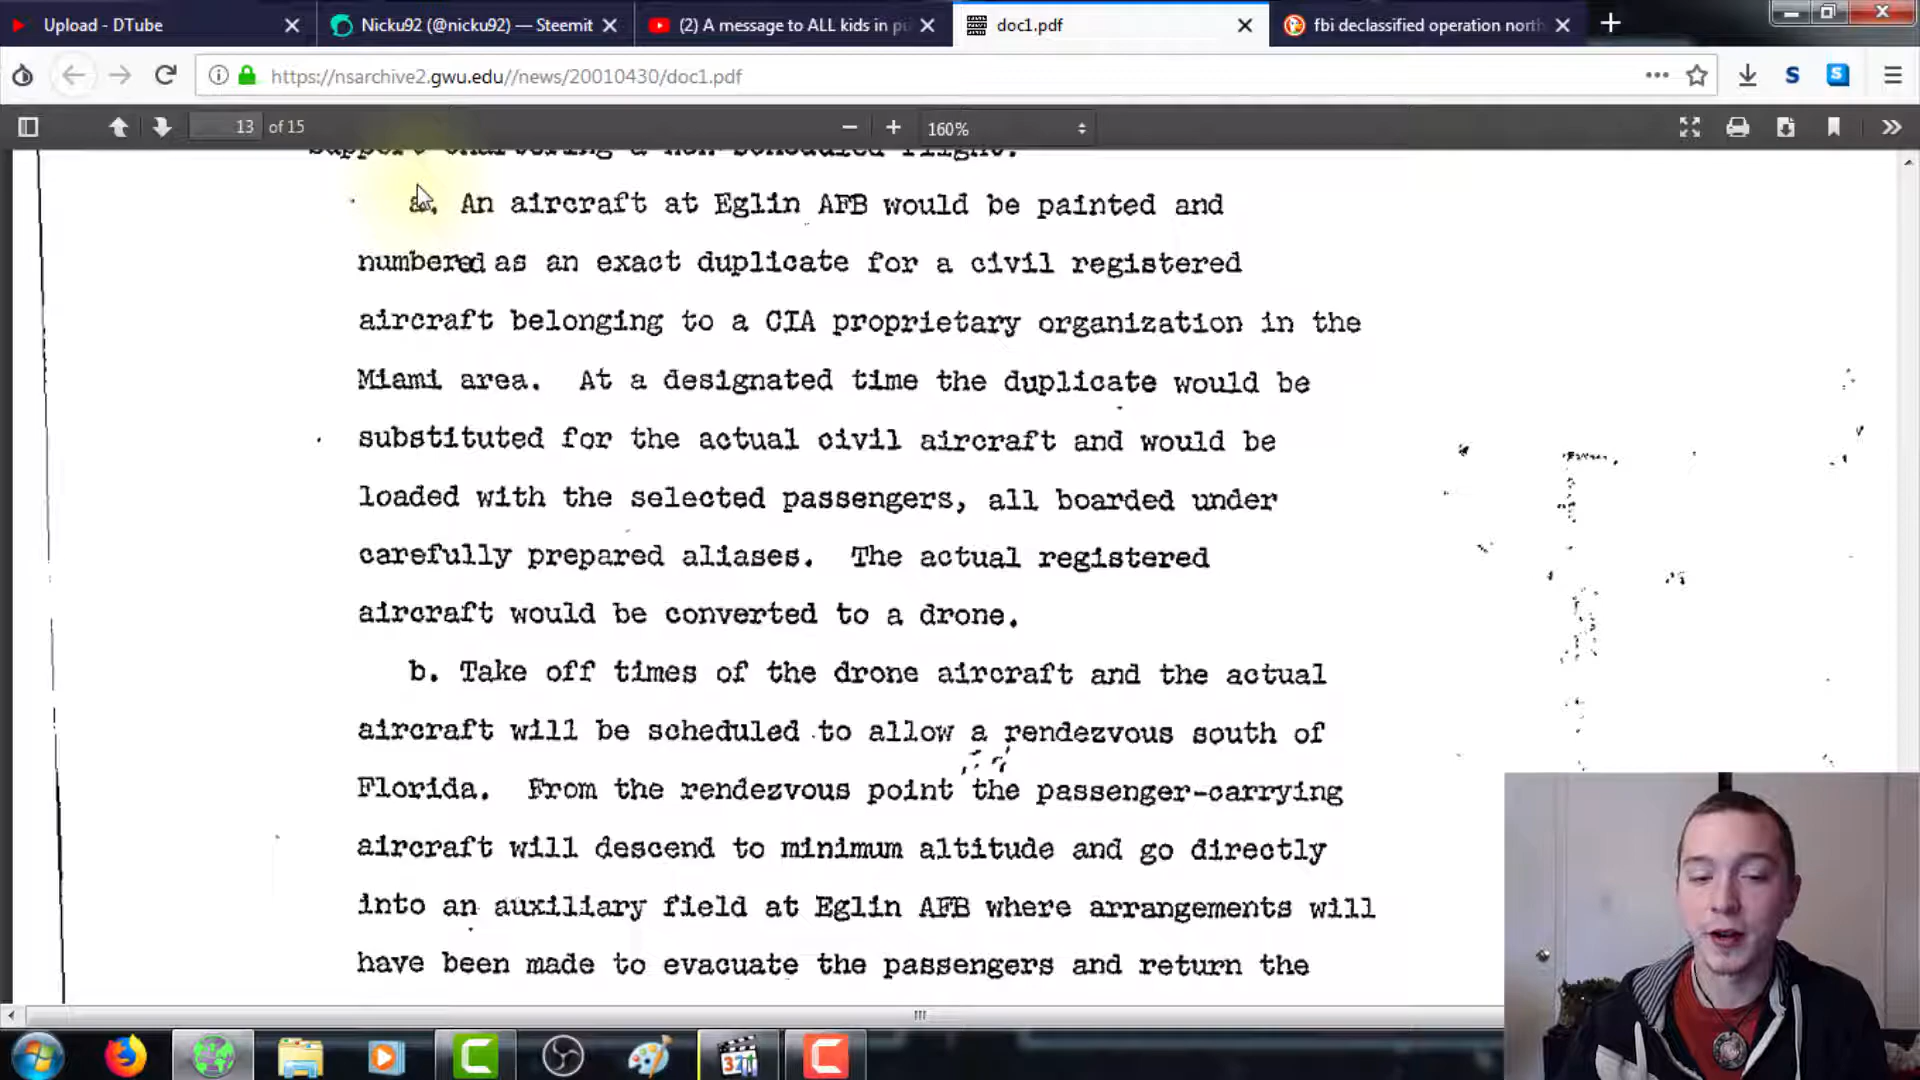 Upload - DTube
Nicku92 (@nicku92) — Steemit
(2) A message to ALL kids in pu
doc1.pdf
fbi declassified operation north
https://nsarchive2.gwu.edu//news/20010430/doc1.pdf
13 of 15
160%
support chartering a non-scheduled flight.
a. An aircraft at Eglin AFB would be painted and
numbered as an exact duplicate for a civil registered
aircraft belonging to a CIA proprietary organization in the
Miami area. At a designated time the duplicate would be
substituted for the actual civil aircraft and would be
loaded with the selected passengers, all boarded under
carefully prepared aliases. The actual registered
aircraft would be converted to a drone.
b. Take off times of the drone aircraft and the actual
aircraft will be scheduled to allow a rendezvous south of
Florida. From the rendezvous point the passenger-carrying
aircraft will descend to minimum altitude and go directly
into an auxiliary field at Eglin AFB where arrangements will
have been made to evacuate the passengers and return the
321